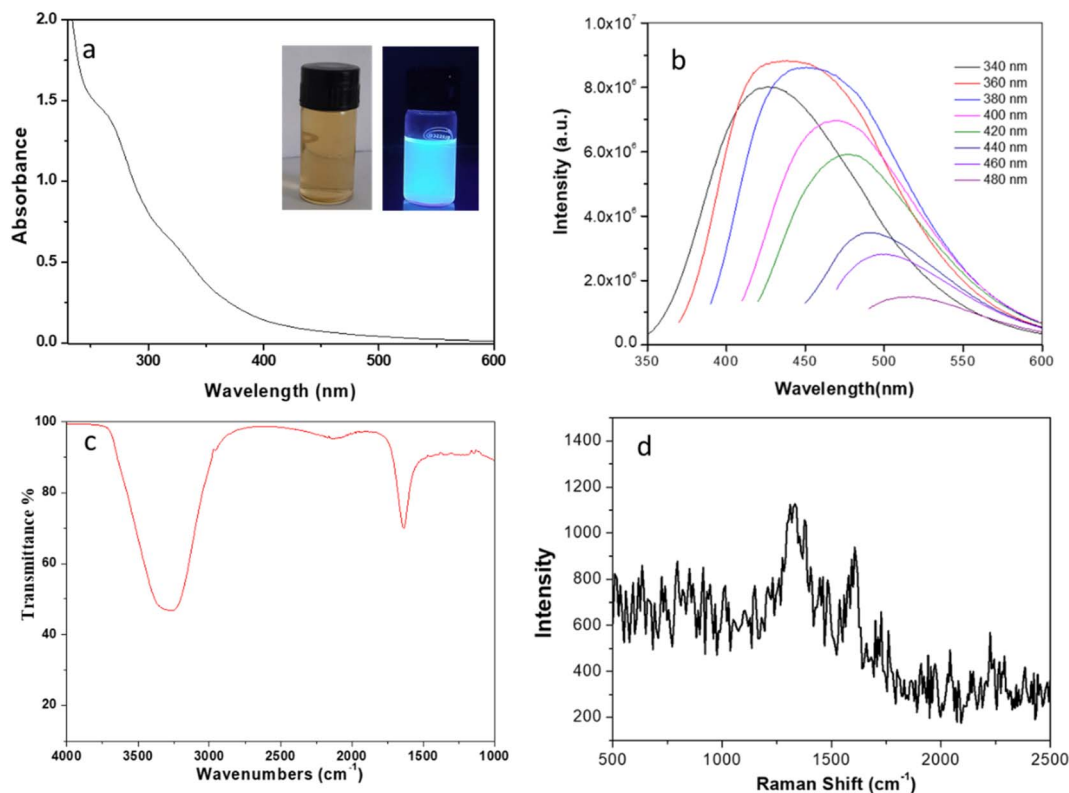 a
2.0
1.5
1.0
0.5
0.0
Absorbance
300
400
500
600
Wavelength (nm)
b
1.0x10⁷
8.0x10⁶
6.0x10⁶
4.0x10⁶
2.0x10⁶
0.0
Intensity (a.u.)
340 nm
360 nm
380 nm
400 nm
420 nm
440 nm
460 nm
480 nm
350
400
450
500
550
600
Wavelength(nm)
c
100
80
60
40
20
Transmittance %
4000
3500
3000
2500
2000
1500
1000
Wavenumbers (cm⁻¹)
d
1400
1200
1000
800
600
400
200
Intensity
500
1000
1500
2000
2500
Raman Shift (cm⁻¹)